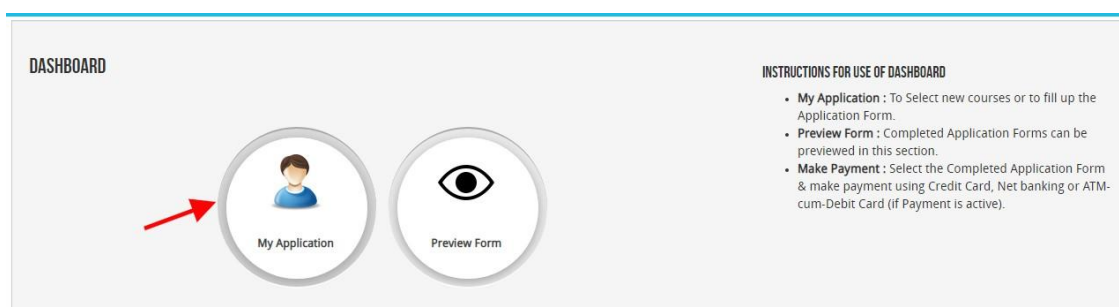 DASHBOARD
My Application
Preview Form
INSTRUCTIONS FOR USE OF DASHBOARD
• My Application : To Select new courses or to fill up the
Application Form.
• Preview Form : Completed Application Forms can be
previewed in this section.
• Make Payment : Select the Completed Application Form
& make payment using Credit Card, Net banking or ATM-
cum-Debit Card (if Payment is active).